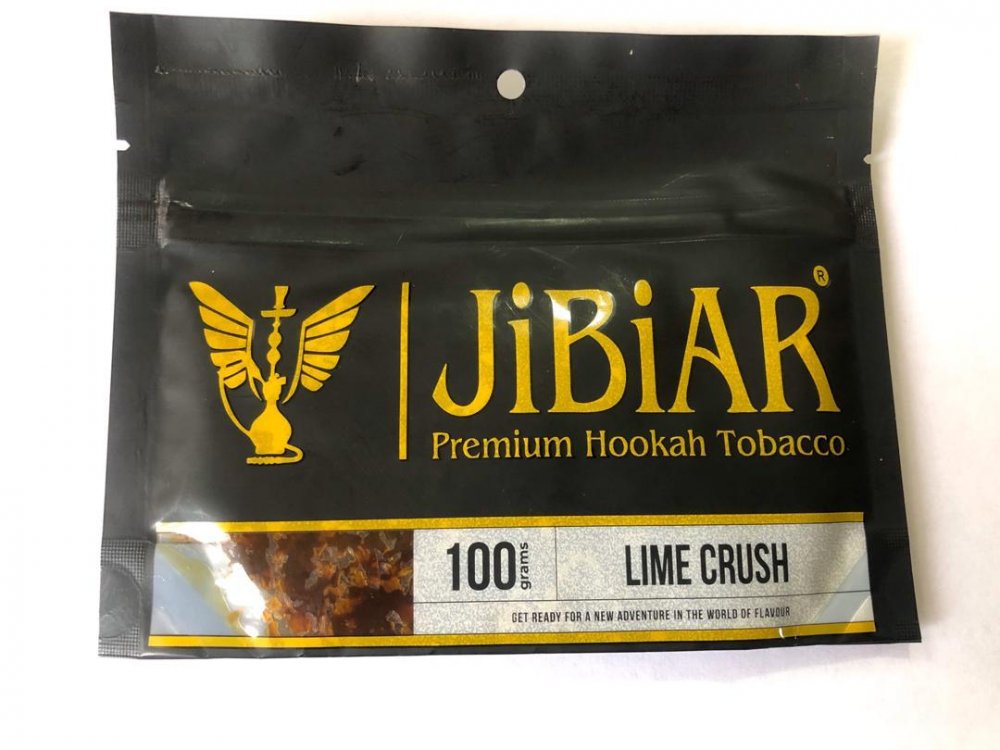 JiBiAR®
Premium Hookah Tobacco
100 grams
LIME CRUSH
GET READY FOR A NEW ADVENTURE IN THE WORLD OF FLAVOUR